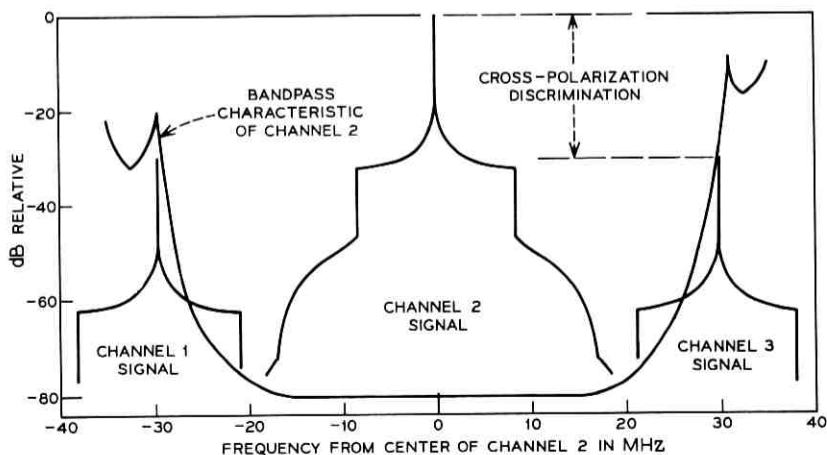 0
-20
-40
-60
-80
dB RELATIVE
BANDPASS
CHARACTERISTIC
OF CHANNEL 2
CROSS-POLARIZATION
DISCRIMINATION
CHANNEL 1
SIGNAL
CHANNEL 2
SIGNAL
CHANNEL 3
SIGNAL
-40 -30 -20 -10 0 10 20 30 40
FREQUENCY FROM CENTER OF CHANNEL 2 IN MHz